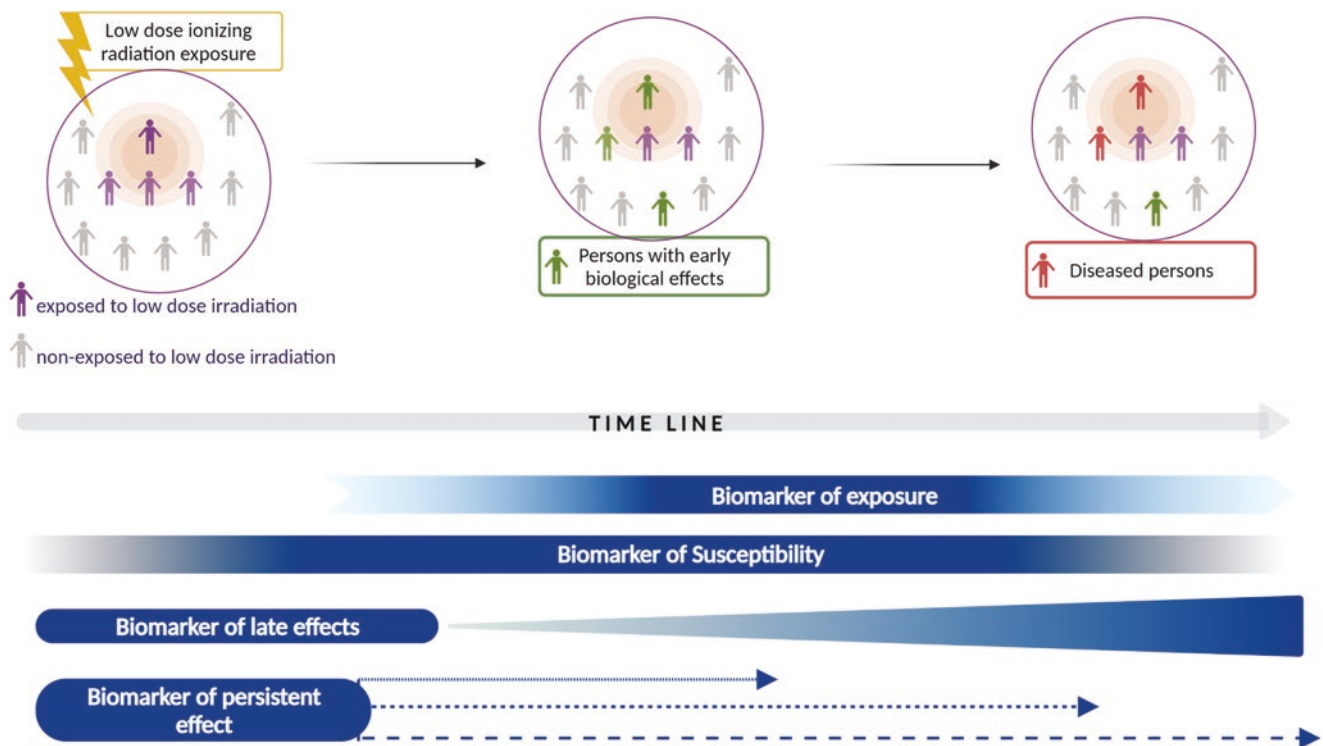 Low dose ionizing
radiation exposure
exposed to low dose irradiation
non-exposed to low dose irradiation
Persons with early
biological effects
Diseased persons
TIME LINE
Biomarker of exposure
Biomarker of Susceptibility
Biomarker of late effects
Biomarker of persistent
effect